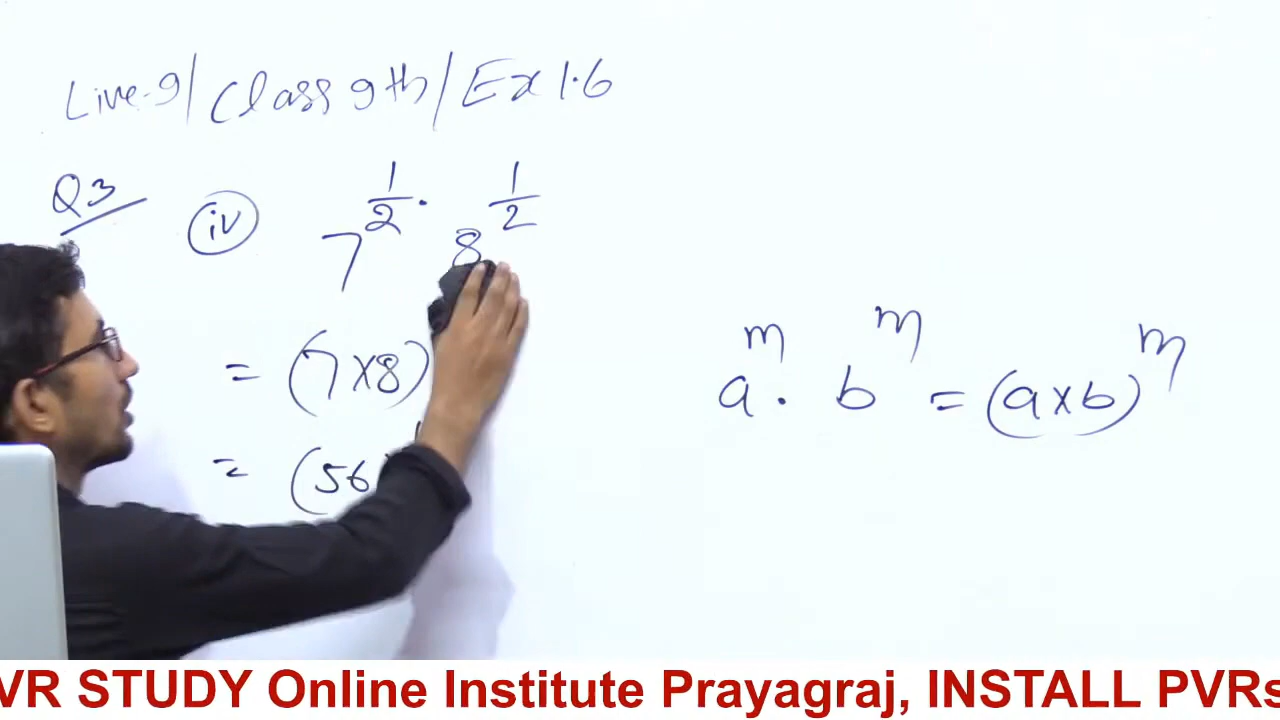 Live-9/Class 9th/Ex 1.6
Q3 (iv) 7^1/2 . 8^1/2
= (7×8)
= (56)
a^m . b^m = (a×b)^m
VR STUDY Online Institute Prayagraj, INSTALL PVRs